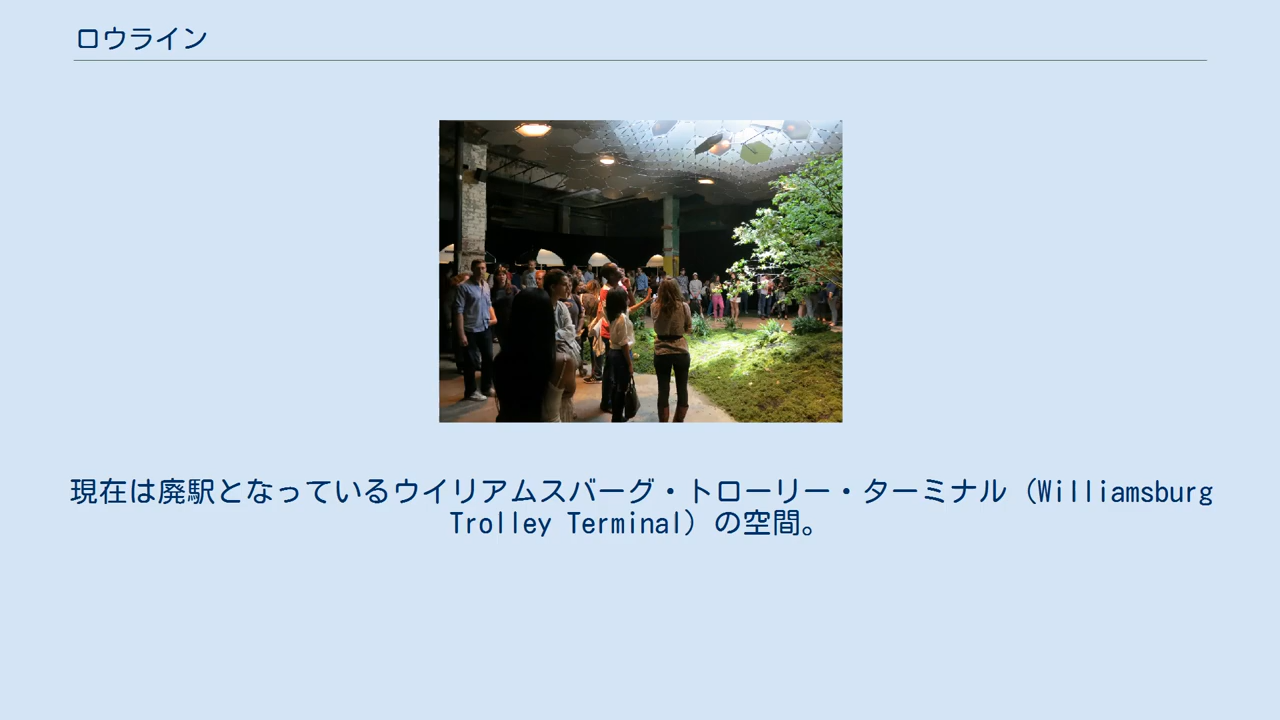 ロウライン
現在は廃駅となっているウイリアムスバーグ・トローリー・ターミナル（Williamsburg
Trolley Terminal）の空間。